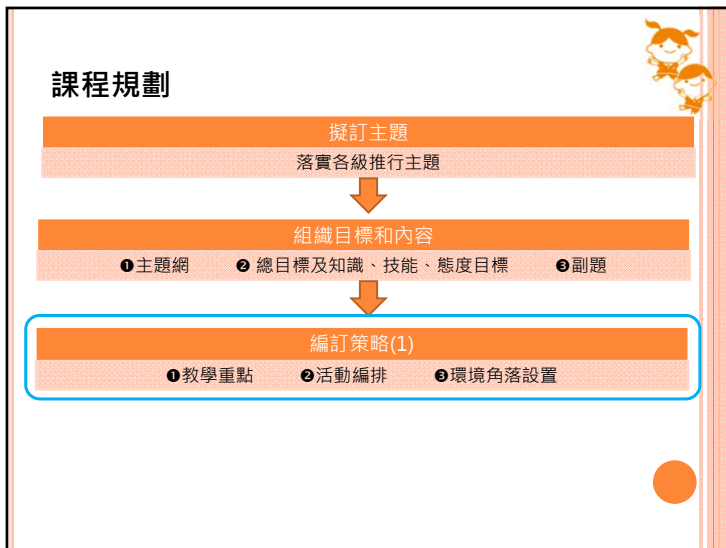 課程規劃
擬訂主題
落實各級推行主題
組織目標和內容
❶主題網 ❷ 總目標及知識、技能、態度目標 ❸副題
編訂策略(1)
❶教學重點 ❷活動編排 ❸環境角落設置